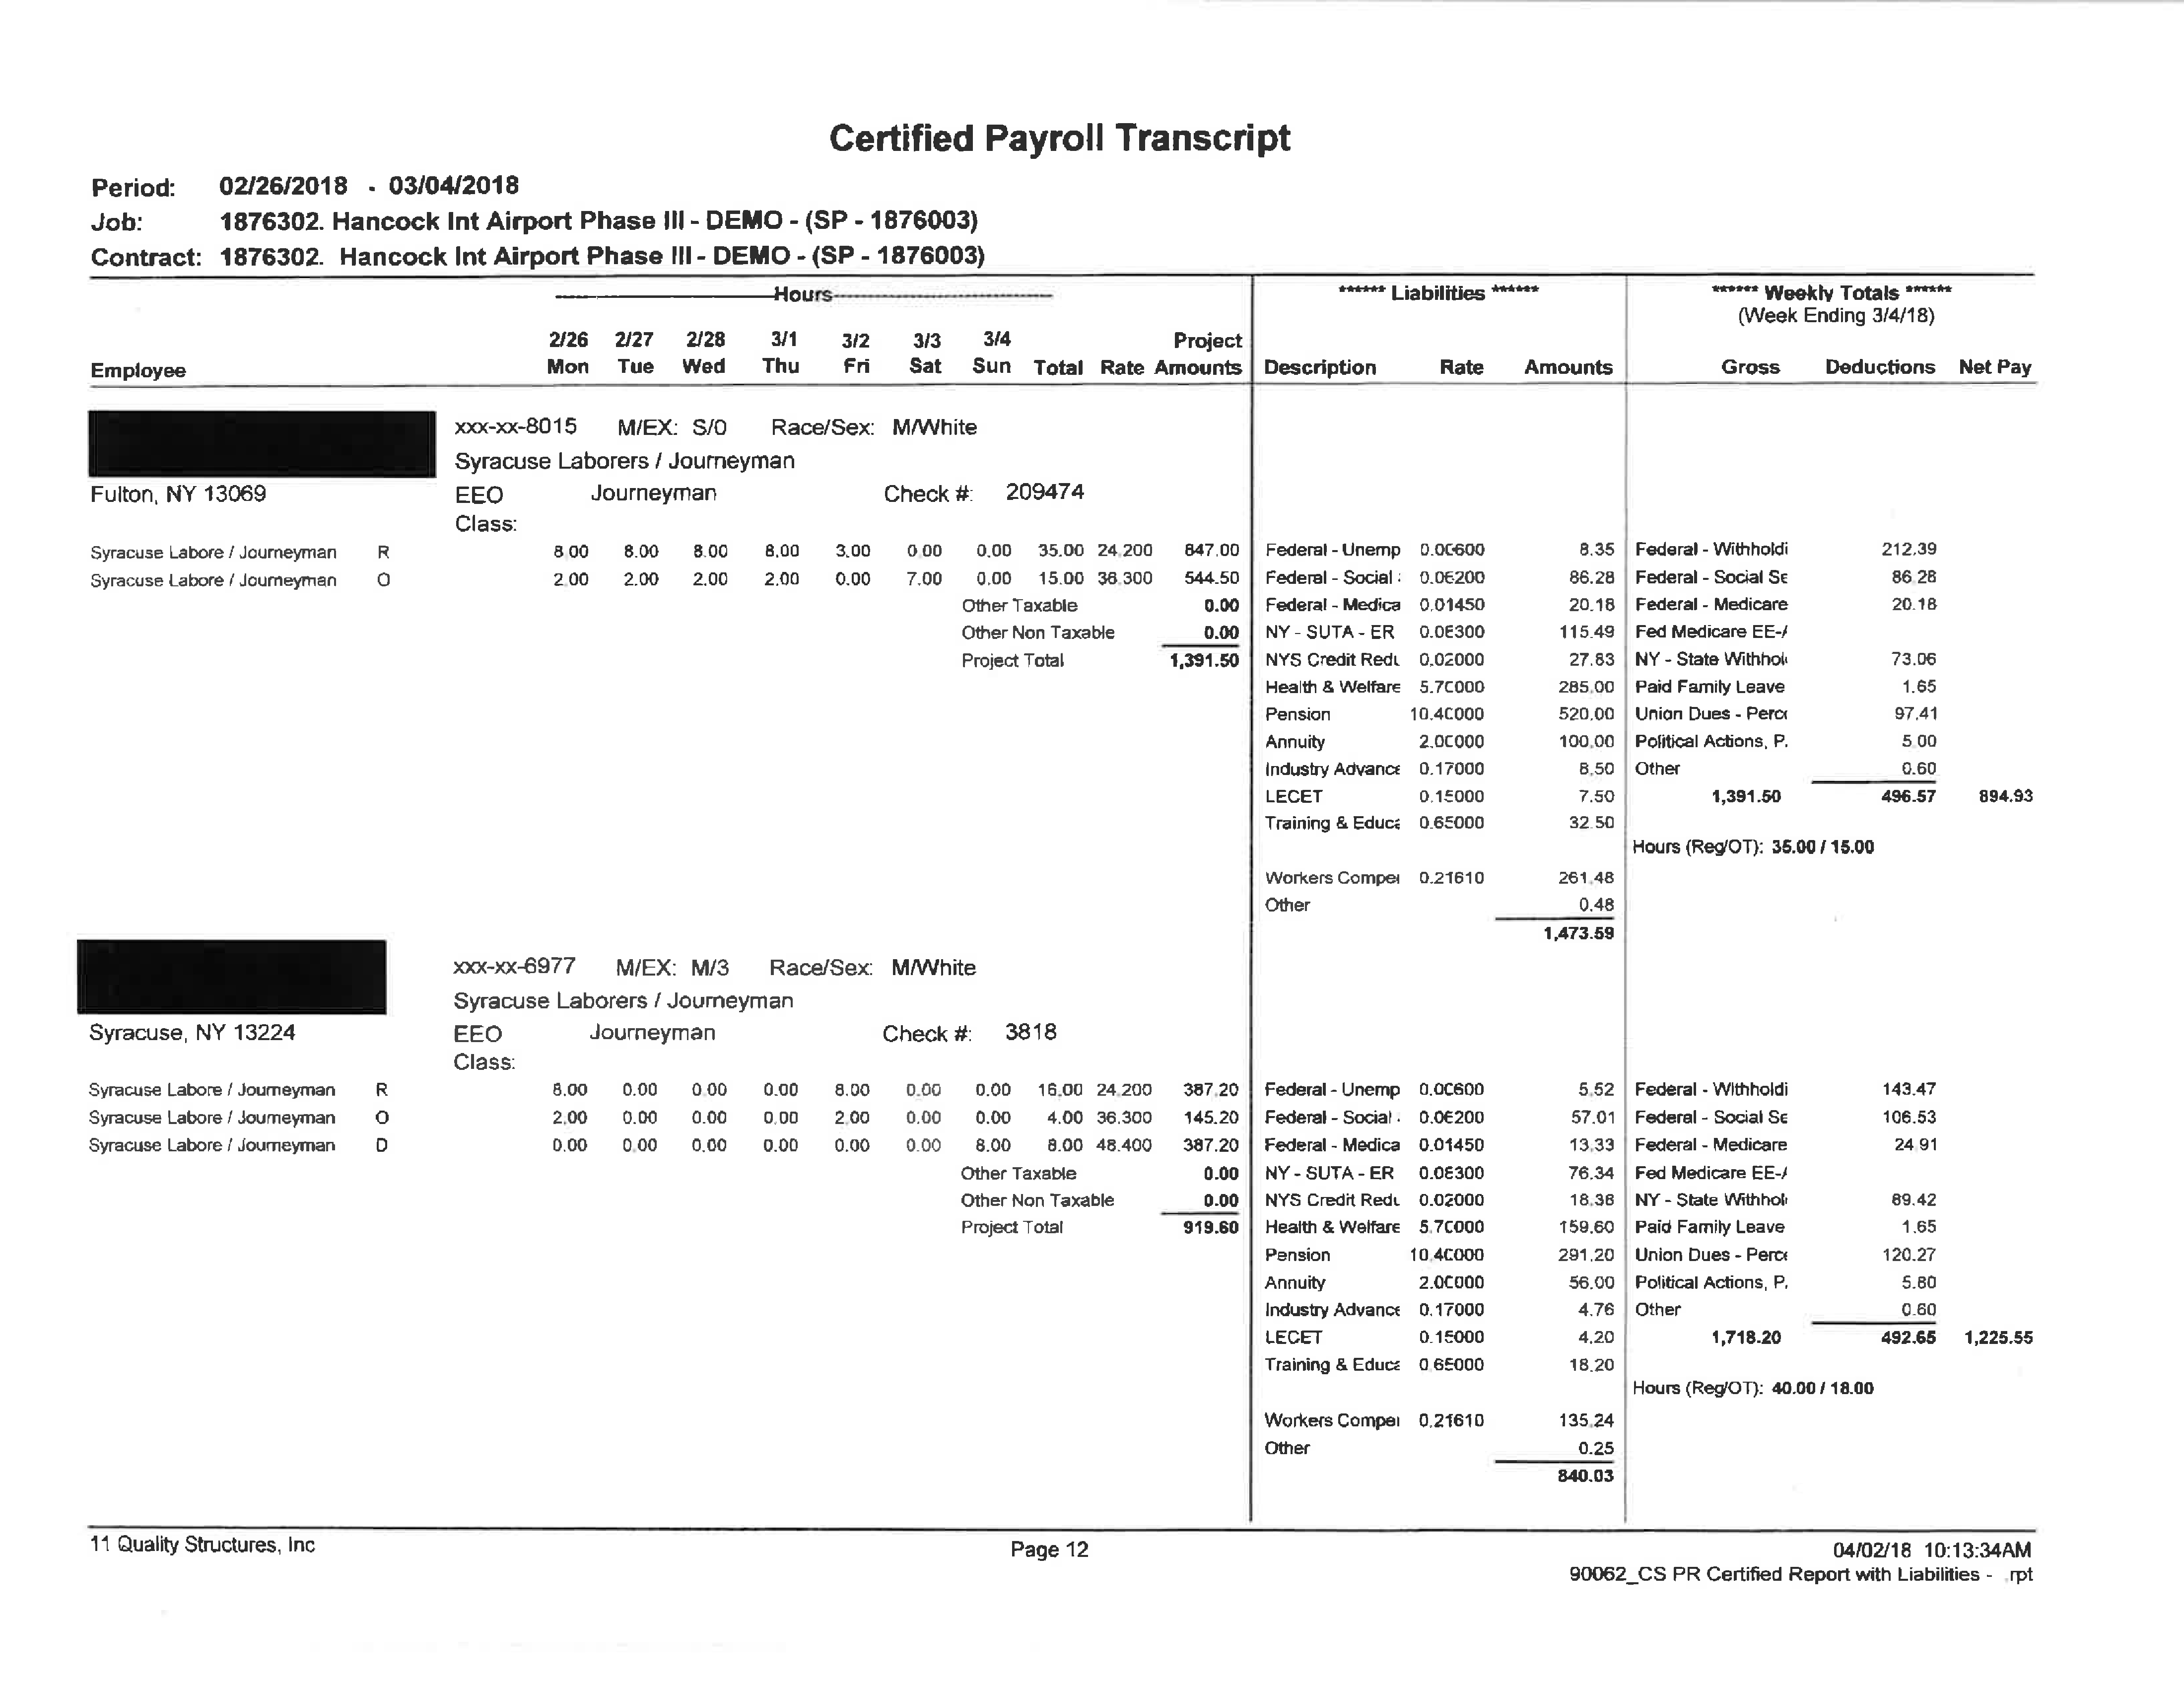 Certified Payroll Transcript
Period: 02/26/2018 - 03/04/2018
Job: 1876302. Hancock Int Airport Phase III - DEMO - (SP - 1876003)
Contract: 1876302. Hancock Int Airport Phase III - DEMO - (SP - 1876003)
Hours ****** Liabilities ****** ****** Weekly Totals ******
(Week Ending 3/4/18)
2/26 2/27 2/28 3/1 3/2 3/3 3/4 Project
Employee Mon Tue Wed Thu Fri Sat Sun Total Rate Amounts Description Rate Amounts Gross Deductions Net Pay
xxx-xx-8015 M/EX: S/0 Race/Sex: M/White
Syracuse Laborers / Journeyman
Fulton, NY 13069 EEO Journeyman Check #: 209474
Class:
Syracuse Labore / Journeyman R 8.00 8.00 8.00 8.00 3.00 0.00 0.00 35.00 24.200 847.00 Federal - Unemp 0.00600 8.35 Federal - Withholdi 212.39
Syracuse Labore / Journeyman O 2.00 2.00 2.00 2.00 0.00 7.00 0.00 15.00 36.300 544.50 Federal - Social 0.06200 86.28 Federal - Social Se 86.28
Other Taxable 0.00 Federal - Medica 0.01450 20.18 Federal - Medicare 20.18
Other Non Taxable 0.00 NY - SUTA - ER 0.08300 115.49 Fed Medicare EE-A
Project Total 1,391.50 NYS Credit Redu 0.02000 27.83 NY - State Withhol 73.06
Health & Welfare 5.70000 285.00 Paid Family Leave 1.65
Pension 10.40000 520.00 Union Dues - Perce 97.41
Annuity 2.00000 100.00 Political Actions, P. 5.00
Industry Advance 0.17000 8.50 Other 0.60
LECET 0.15000 7.50 1,391.50 496.57 894.93
Training & Educa 0.65000 32.50
Hours (Reg/OT): 35.00 / 15.00
Workers Compe 0.21610 261.48
Other 0.48
1,473.59
xxx-xx-6977 M/EX: M/3 Race/Sex: M/White
Syracuse Laborers / Journeyman
Syracuse, NY 13224 EEO Journeyman Check #: 3818
Class:
Syracuse Labore / Journeyman R 8.00 0.00 0.00 0.00 8.00 0.00 0.00 16.00 24.200 387.20 Federal - Unemp 0.00600 5.52 Federal - Withholdi 143.47
Syracuse Labore / Journeyman O 2.00 0.00 0.00 0.00 2.00 0.00 0.00 4.00 36.300 145.20 Federal - Social 0.06200 57.01 Federal - Social Se 106.53
Syracuse Labore / Journeyman D 0.00 0.00 0.00 0.00 0.00 0.00 8.00 8.00 48.400 387.20 Federal - Medica 0.01450 13.33 Federal - Medicare 24.91
Other Taxable 0.00 NY - SUTA - ER 0.08300 76.34 Fed Medicare EE-A
Other Non Taxable 0.00 NYS Credit Redu 0.02000 18.36 NY - State Withhol 89.42
Project Total 919.60 Health & Welfare 5.70000 159.60 Paid Family Leave 1.65
Pension 10.40000 291.20 Union Dues - Perce 120.27
Annuity 2.00000 56.00 Political Actions, P. 5.80
Industry Advance 0.17000 4.76 Other 0.60
LECET 0.15000 4.20 1,718.20 492.65 1,225.55
Training & Educa 0.65000 18.20
Hours (Reg/OT): 40.00 / 18.00
Workers Compe 0.21610 135.24
Other 0.25
840.03
11 Quality Structures, Inc Page 12 04/02/18 10:13:34AM
90062_CS PR Certified Report with Liabilities - .rpt